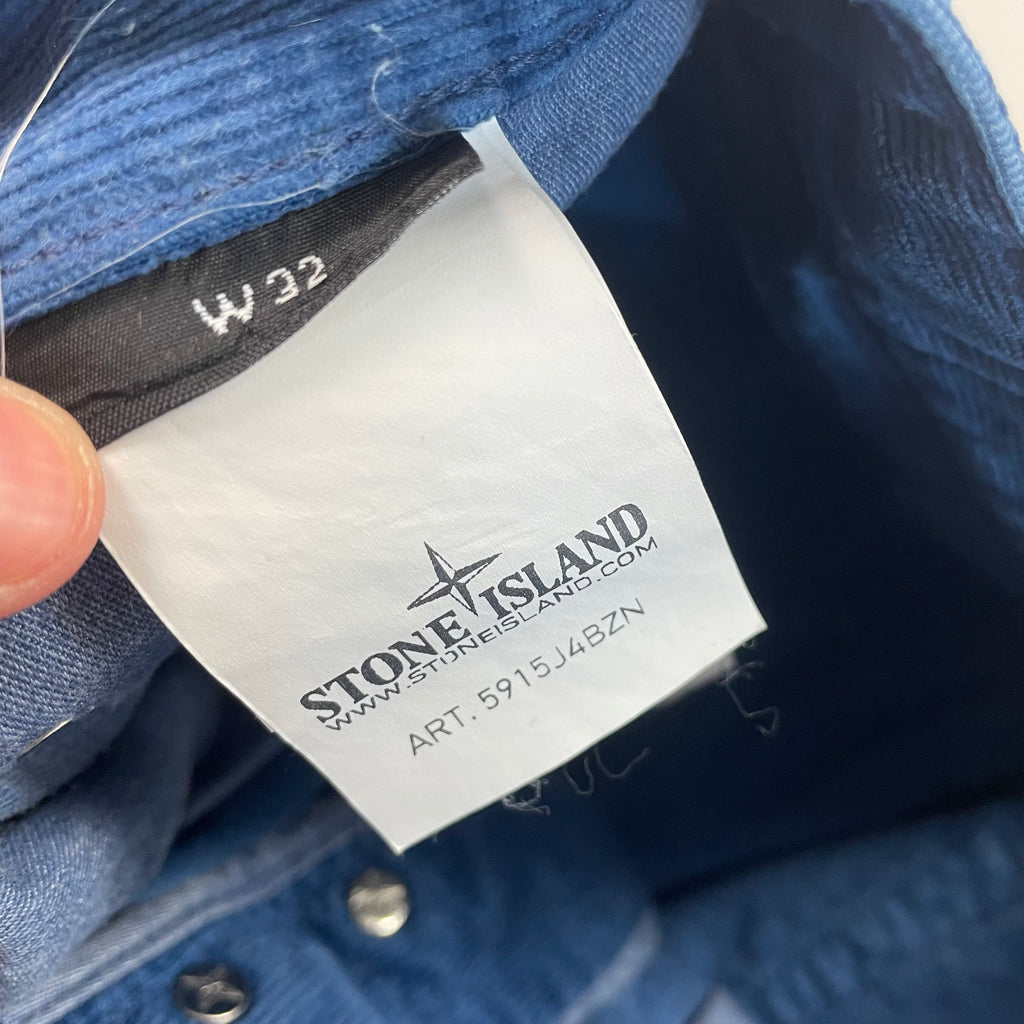 W 32
STONE ISLAND
WWW.STONEISLAND.COM
ART. 5915J4BZN